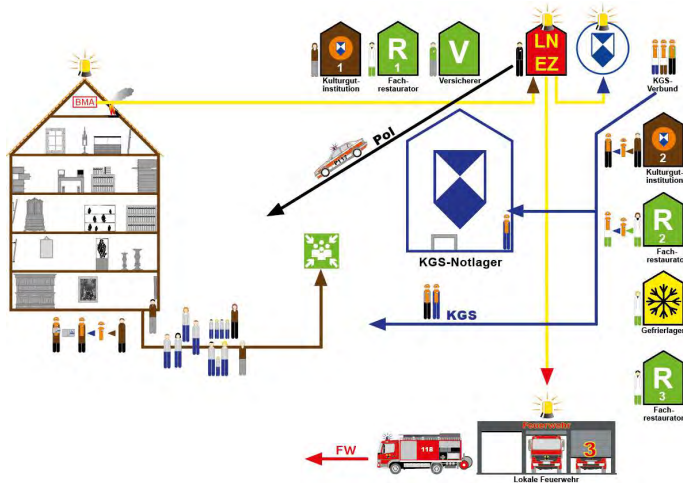 LN
EZ
R
1
V
1
Kulturgut-
institution
Fach-
restaurator
Versicherer
KGS-
Verbund
BMA
Pol
2
Kulturgut-
institution
R
2
Fach-
restaurator
KGS-Notlager
KGS
Gefrierlager
R
3
Fach-
restaurator
Feuerwehr
FW
118
3
Lokale Feuerwehr